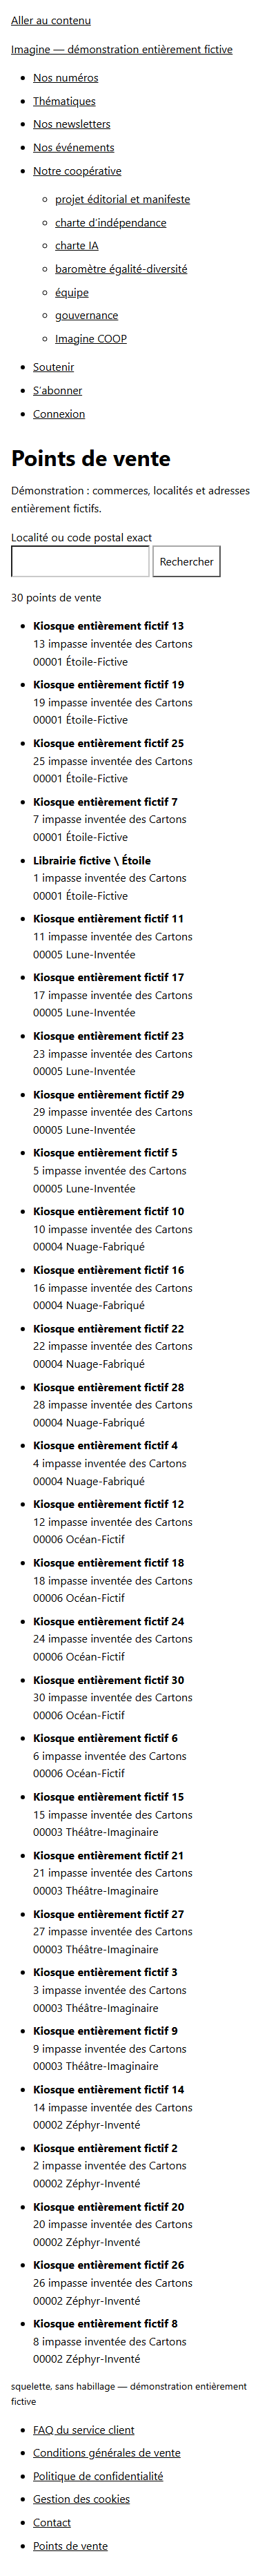 Aller au contenu
Imagine — démonstration entièrement fictive
Nos numéros
Thématiques
Nos newsletters
Nos événements
Notre coopérative
projet éditorial et manifeste
charte d'indépendance
charte IA
baromètre égalité-diversité
équipe
gouvernance
Imagine COOP
Soutenir
S'abonner
Connexion
Points de vente
Démonstration : commerces, localités et adresses
entièrement fictifs.
Localité ou code postal exact
Rechercher
30 points de vente
Kiosque entièrement fictif 13
13 impasse inventée des Cartons
00001 Étoile-Fictive
Kiosque entièrement fictif 19
19 impasse inventée des Cartons
00001 Étoile-Fictive
Kiosque entièrement fictif 25
25 impasse inventée des Cartons
00001 Étoile-Fictive
Kiosque entièrement fictif 7
7 impasse inventée des Cartons
00001 Étoile-Fictive
Librairie fictive \ Étoile
1 impasse inventée des Cartons
00001 Étoile-Fictive
Kiosque entièrement fictif 11
11 impasse inventée des Cartons
00005 Lune-Inventée
Kiosque entièrement fictif 17
17 impasse inventée des Cartons
00005 Lune-Inventée
Kiosque entièrement fictif 23
23 impasse inventée des Cartons
00005 Lune-Inventée
Kiosque entièrement fictif 29
29 impasse inventée des Cartons
00005 Lune-Inventée
Kiosque entièrement fictif 5
5 impasse inventée des Cartons
00005 Lune-Inventée
Kiosque entièrement fictif 10
10 impasse inventée des Cartons
00004 Nuage-Fabriqué
Kiosque entièrement fictif 16
16 impasse inventée des Cartons
00004 Nuage-Fabriqué
Kiosque entièrement fictif 22
22 impasse inventée des Cartons
00004 Nuage-Fabriqué
Kiosque entièrement fictif 28
28 impasse inventée des Cartons
00004 Nuage-Fabriqué
Kiosque entièrement fictif 4
4 impasse inventée des Cartons
00004 Nuage-Fabriqué
Kiosque entièrement fictif 12
12 impasse inventée des Cartons
00006 Océan-Fictif
Kiosque entièrement fictif 18
18 impasse inventée des Cartons
00006 Océan-Fictif
Kiosque entièrement fictif 24
24 impasse inventée des Cartons
00006 Océan-Fictif
Kiosque entièrement fictif 30
30 impasse inventée des Cartons
00006 Océan-Fictif
Kiosque entièrement fictif 6
6 impasse inventée des Cartons
00006 Océan-Fictif
Kiosque entièrement fictif 15
15 impasse inventée des Cartons
00003 Théâtre-Imaginaire
Kiosque entièrement fictif 21
21 impasse inventée des Cartons
00003 Théâtre-Imaginaire
Kiosque entièrement fictif 27
27 impasse inventée des Cartons
00003 Théâtre-Imaginaire
Kiosque entièrement fictif 3
3 impasse inventée des Cartons
00003 Théâtre-Imaginaire
Kiosque entièrement fictif 9
9 impasse inventée des Cartons
00003 Théâtre-Imaginaire
Kiosque entièrement fictif 14
14 impasse inventée des Cartons
00002 Zéphyr-Inventé
Kiosque entièrement fictif 2
2 impasse inventée des Cartons
00002 Zéphyr-Inventé
Kiosque entièrement fictif 20
20 impasse inventée des Cartons
00002 Zéphyr-Inventé
Kiosque entièrement fictif 26
26 impasse inventée des Cartons
00002 Zéphyr-Inventé
Kiosque entièrement fictif 8
8 impasse inventée des Cartons
00002 Zéphyr-Inventé
squelette, sans habillage — démonstration entièrement
fictive
FAQ du service client
Conditions générales de vente
Politique de confidentialité
Gestion des cookies
Contact
Points de vente